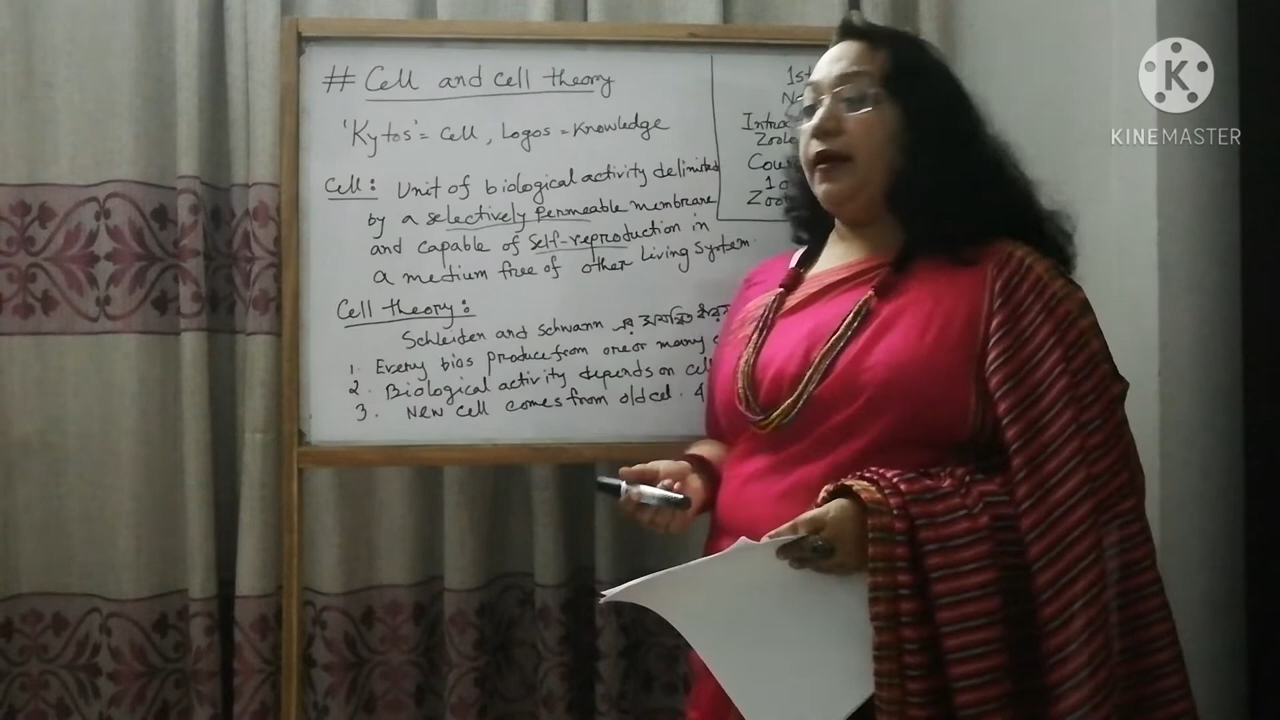 # Cell and cell theory
'Kytos' = Cell, Logos = Knowledge
Cell: Unit of biological activity delimited
by a selectively permeable membrane
and capable of self-reproduction in
a medium free of other living system.
Cell theory:
Schleiden and Schwann এর
1. Every bios produce from one or many
2. Biological activity depends on cell
3. New cell comes from old cel. 4
1st
Zoo
KINEMASTER